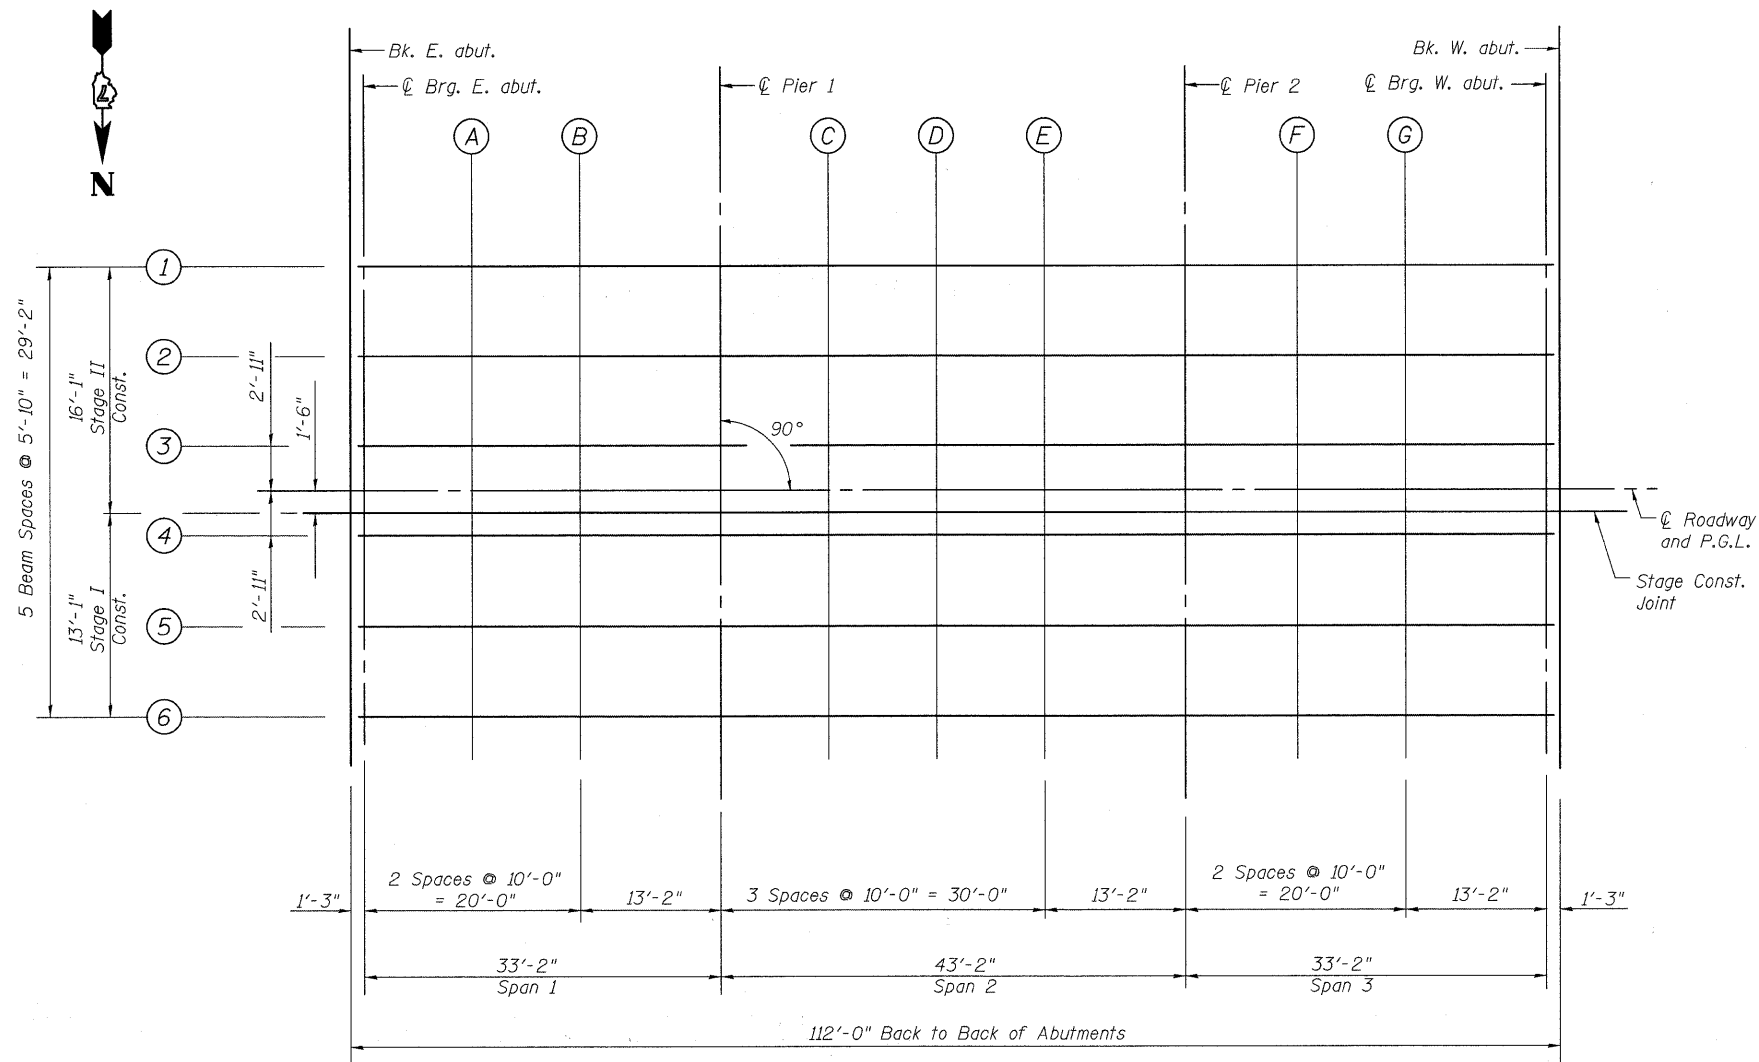 Bk. E. abut.
Bk. W. abut.
℄ Brg. E. abut.
℄ Pier 1
℄ Pier 2
℄ Brg. W. abut.
A
B
C
D
E
F
G
N
1
2
3
4
5
6
5 Beam Spaces @ 5'-10" = 29'-2"
16'-1"
Stage II
Const.
13'-1"
Stage I
Const.
2'-11"
1'-6"
2'-11"
90°
℄ Roadway
and P.G.L.
Stage Const.
Joint
1'-3"
2 Spaces @ 10'-0"
= 20'-0"
13'-2"
3 Spaces @ 10'-0" = 30'-0"
13'-2"
2 Spaces @ 10'-0"
= 20'-0"
13'-2"
1'-3"
33'-2"
Span 1
43'-2"
Span 2
33'-2"
Span 3
112'-0" Back to Back of Abutments